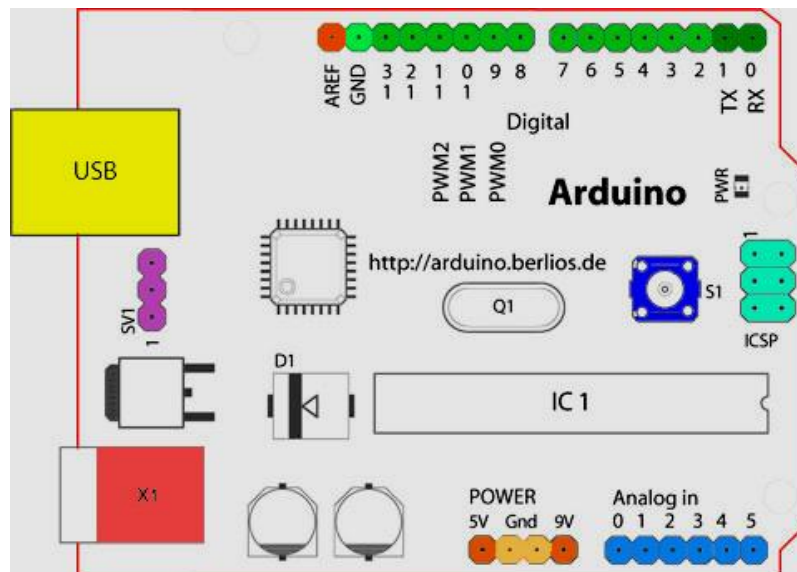 AREF GND 13 12 11 10 9 8 7 6 5 4 3 2 1 0
TX RX
Digital
PWM2 PWM1 PWM0
Arduino
PWR
USB
http://arduino.berlios.de
1
SV1
1
Q1
S1
ICSP
D1
IC 1
X1
POWER
5V Gnd 9V
Analog in
0 1 2 3 4 5